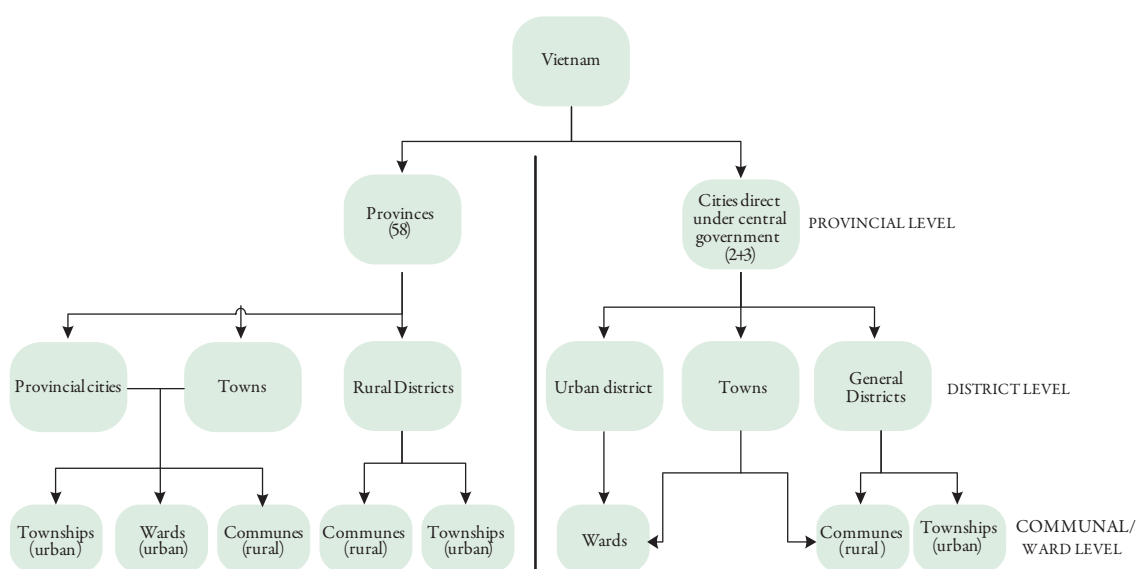 Vietnam
Provinces
(58)
Cities direct
under central
government
(2+3)
PROVINCIAL LEVEL
Provincial cities
Towns
Rural Districts
Urban district
Towns
General
Districts
DISTRICT LEVEL
Townships
(urban)
Wards
(urban)
Communes
(rural)
Communes
(rural)
Townships
(urban)
Wards
Communes
(rural)
Townships
(urban)
COMMUNAL/
WARD LEVEL